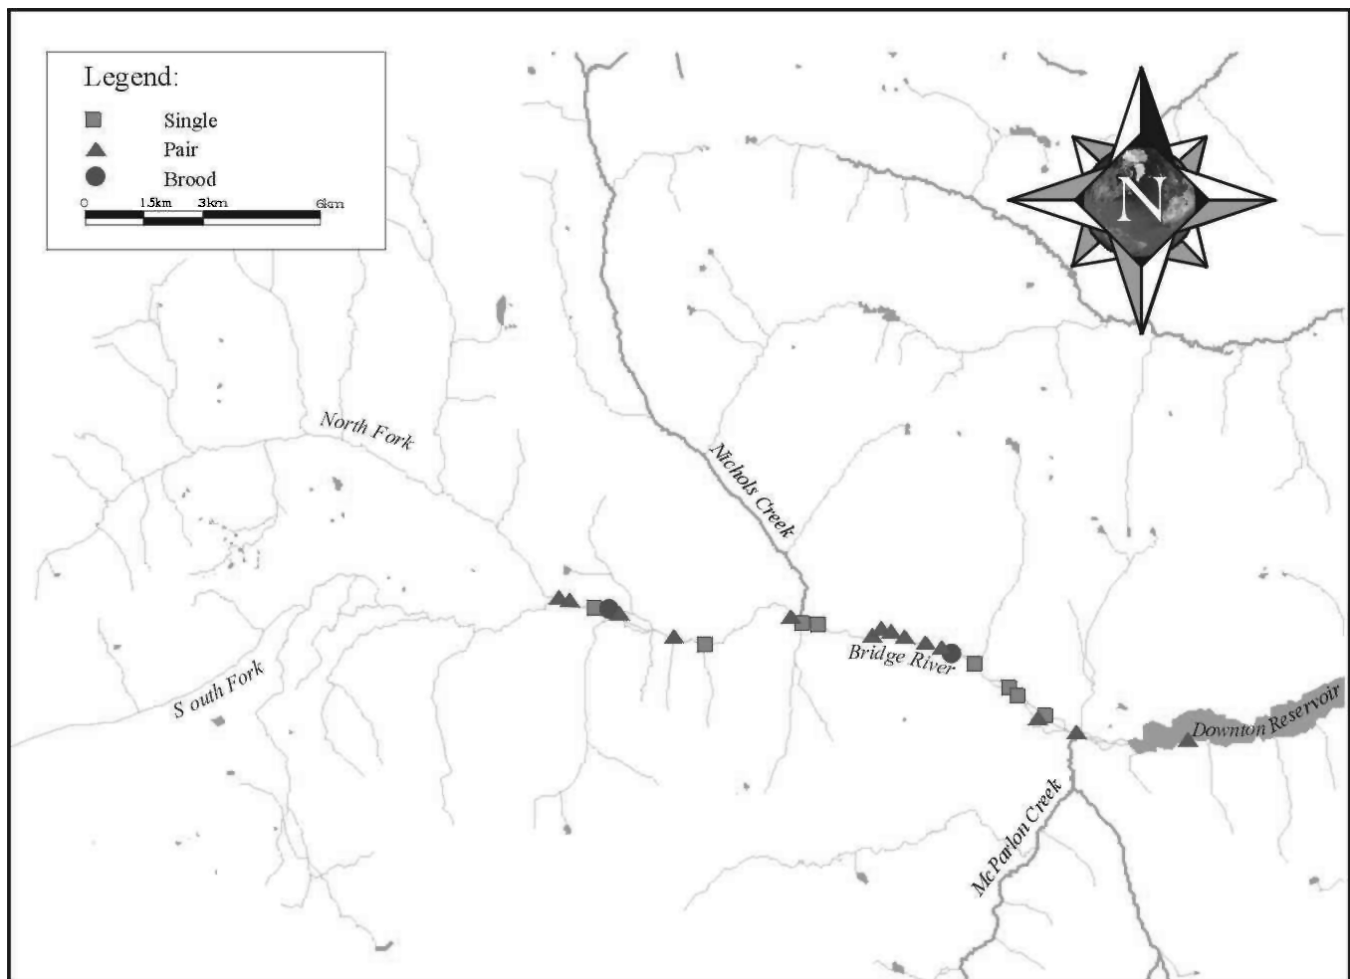 Legend:
Single
Pair
Brood
0 1.5km 3km 6km
N
North Fork
Nichols Creek
South Fork
Bridge River
Downton Reservoir
McParlon Creek